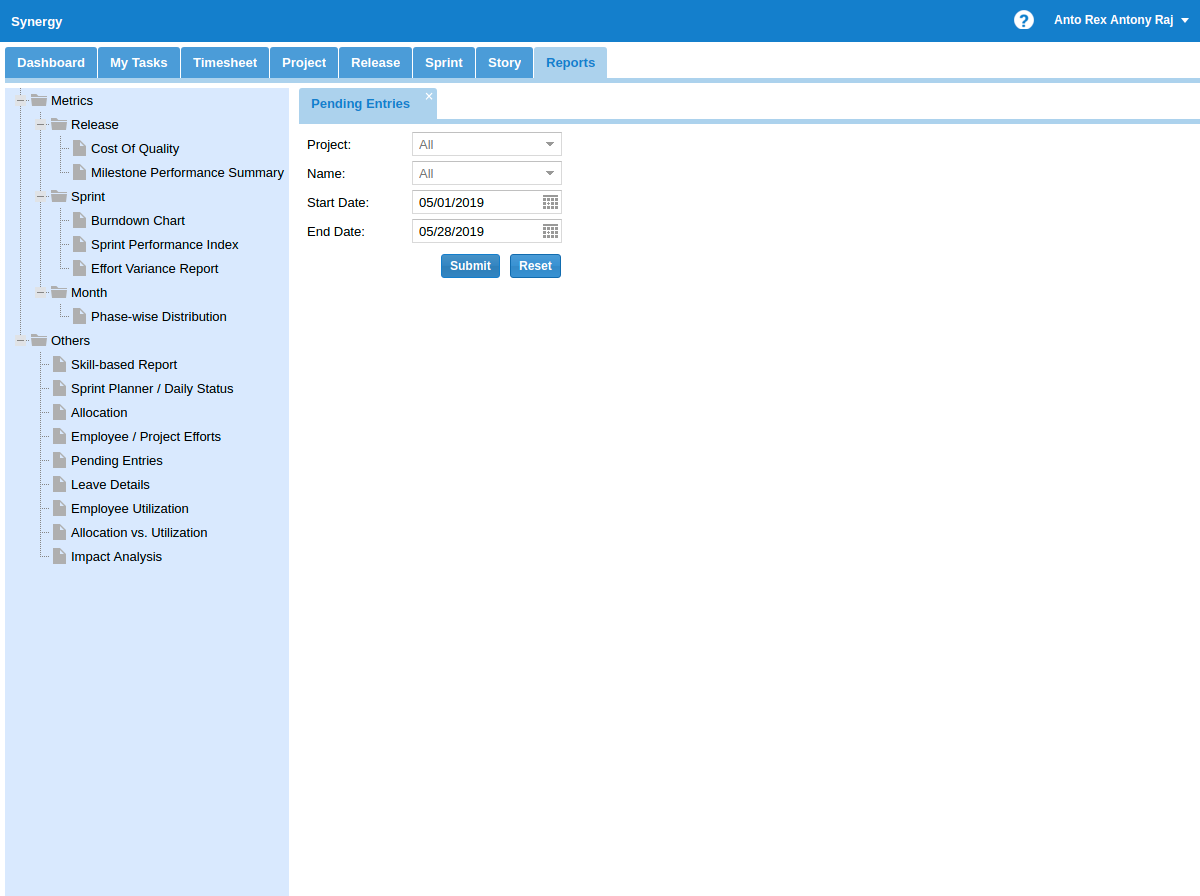 Synergy
? Anto Rex Antony Raj
Dashboard My Tasks Timesheet Project Release Sprint Story Reports
Metrics
Release
Cost Of Quality
Milestone Performance Summary
Sprint
Burndown Chart
Sprint Performance Index
Effort Variance Report
Month
Phase-wise Distribution
Others
Skill-based Report
Sprint Planner / Daily Status
Allocation
Employee / Project Efforts
Pending Entries
Leave Details
Employee Utilization
Allocation vs. Utilization
Impact Analysis
Pending Entries
Project: All
Name: All
Start Date: 05/01/2019
End Date: 05/28/2019
Submit Reset